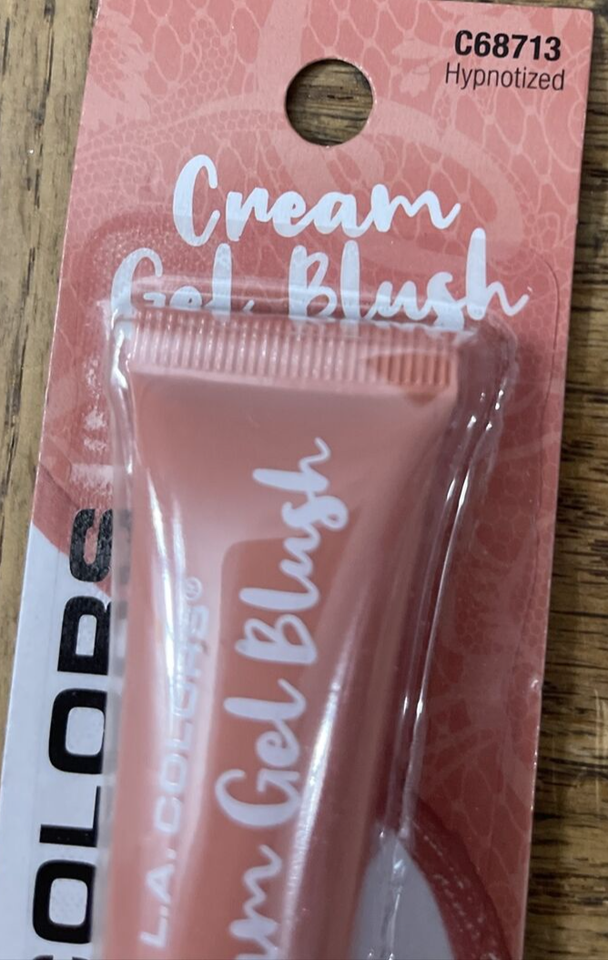 C68713
Hypnotized
Cream
Gel Blush
COLORS
L.A. COLORS®
Gel Blush